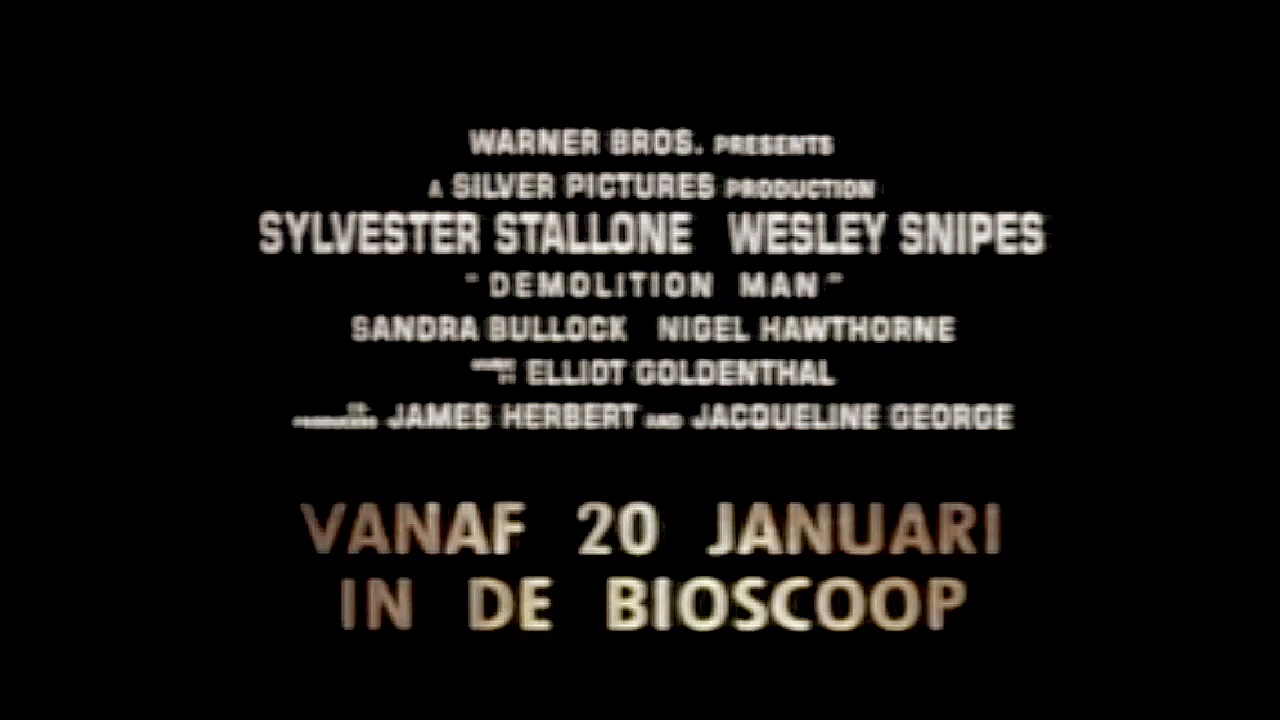 WARNER BROS. PRESENTS
A SILVER PICTURES PRODUCTION
SYLVESTER STALLONE WESLEY SNIPES
"DEMOLITION MAN"
SANDRA BULLOCK NIGEL HAWTHORNE
ELLIOT GOLDENTHAL
JAMES HERBERT AND JACQUELINE GEORGE
VANAF 20 JANUARI
IN DE BIOSCOOP